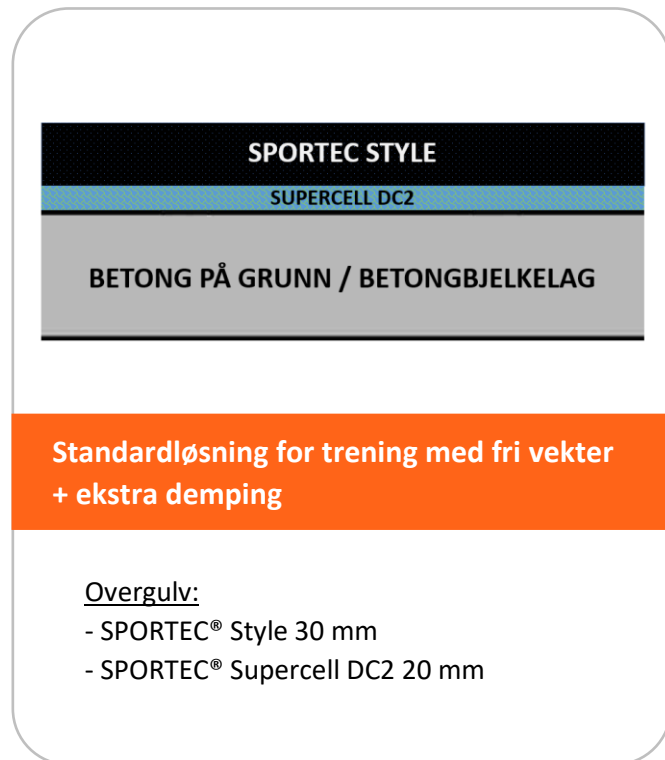 SPORTEC STYLE
SUPERCELL DC2
BETONG PÅ GRUNN / BETONGBJELKELAG
Standardløsning for trening med fri vekter
+ ekstra demping
Overgulv:
- SPORTEC® Style 30 mm
- SPORTEC® Supercell DC2 20 mm